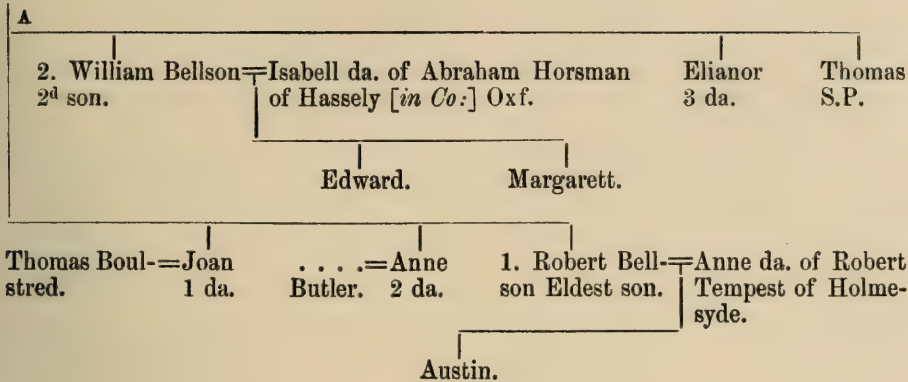 A
2. William Bellson=Isabell da. of Abraham Horsman Elianor Thomas
2d son. of Hassely [in Co:] Oxf. 3 da. S.P.
Edward. Margarett.
Thomas Boul-=Joan . . . .=Anne 1. Robert Bell-=Anne da. of Robert
stred. 1 da. Butler. 2 da. son Eldest son. Tempest of Holme-
syde.
Austin.